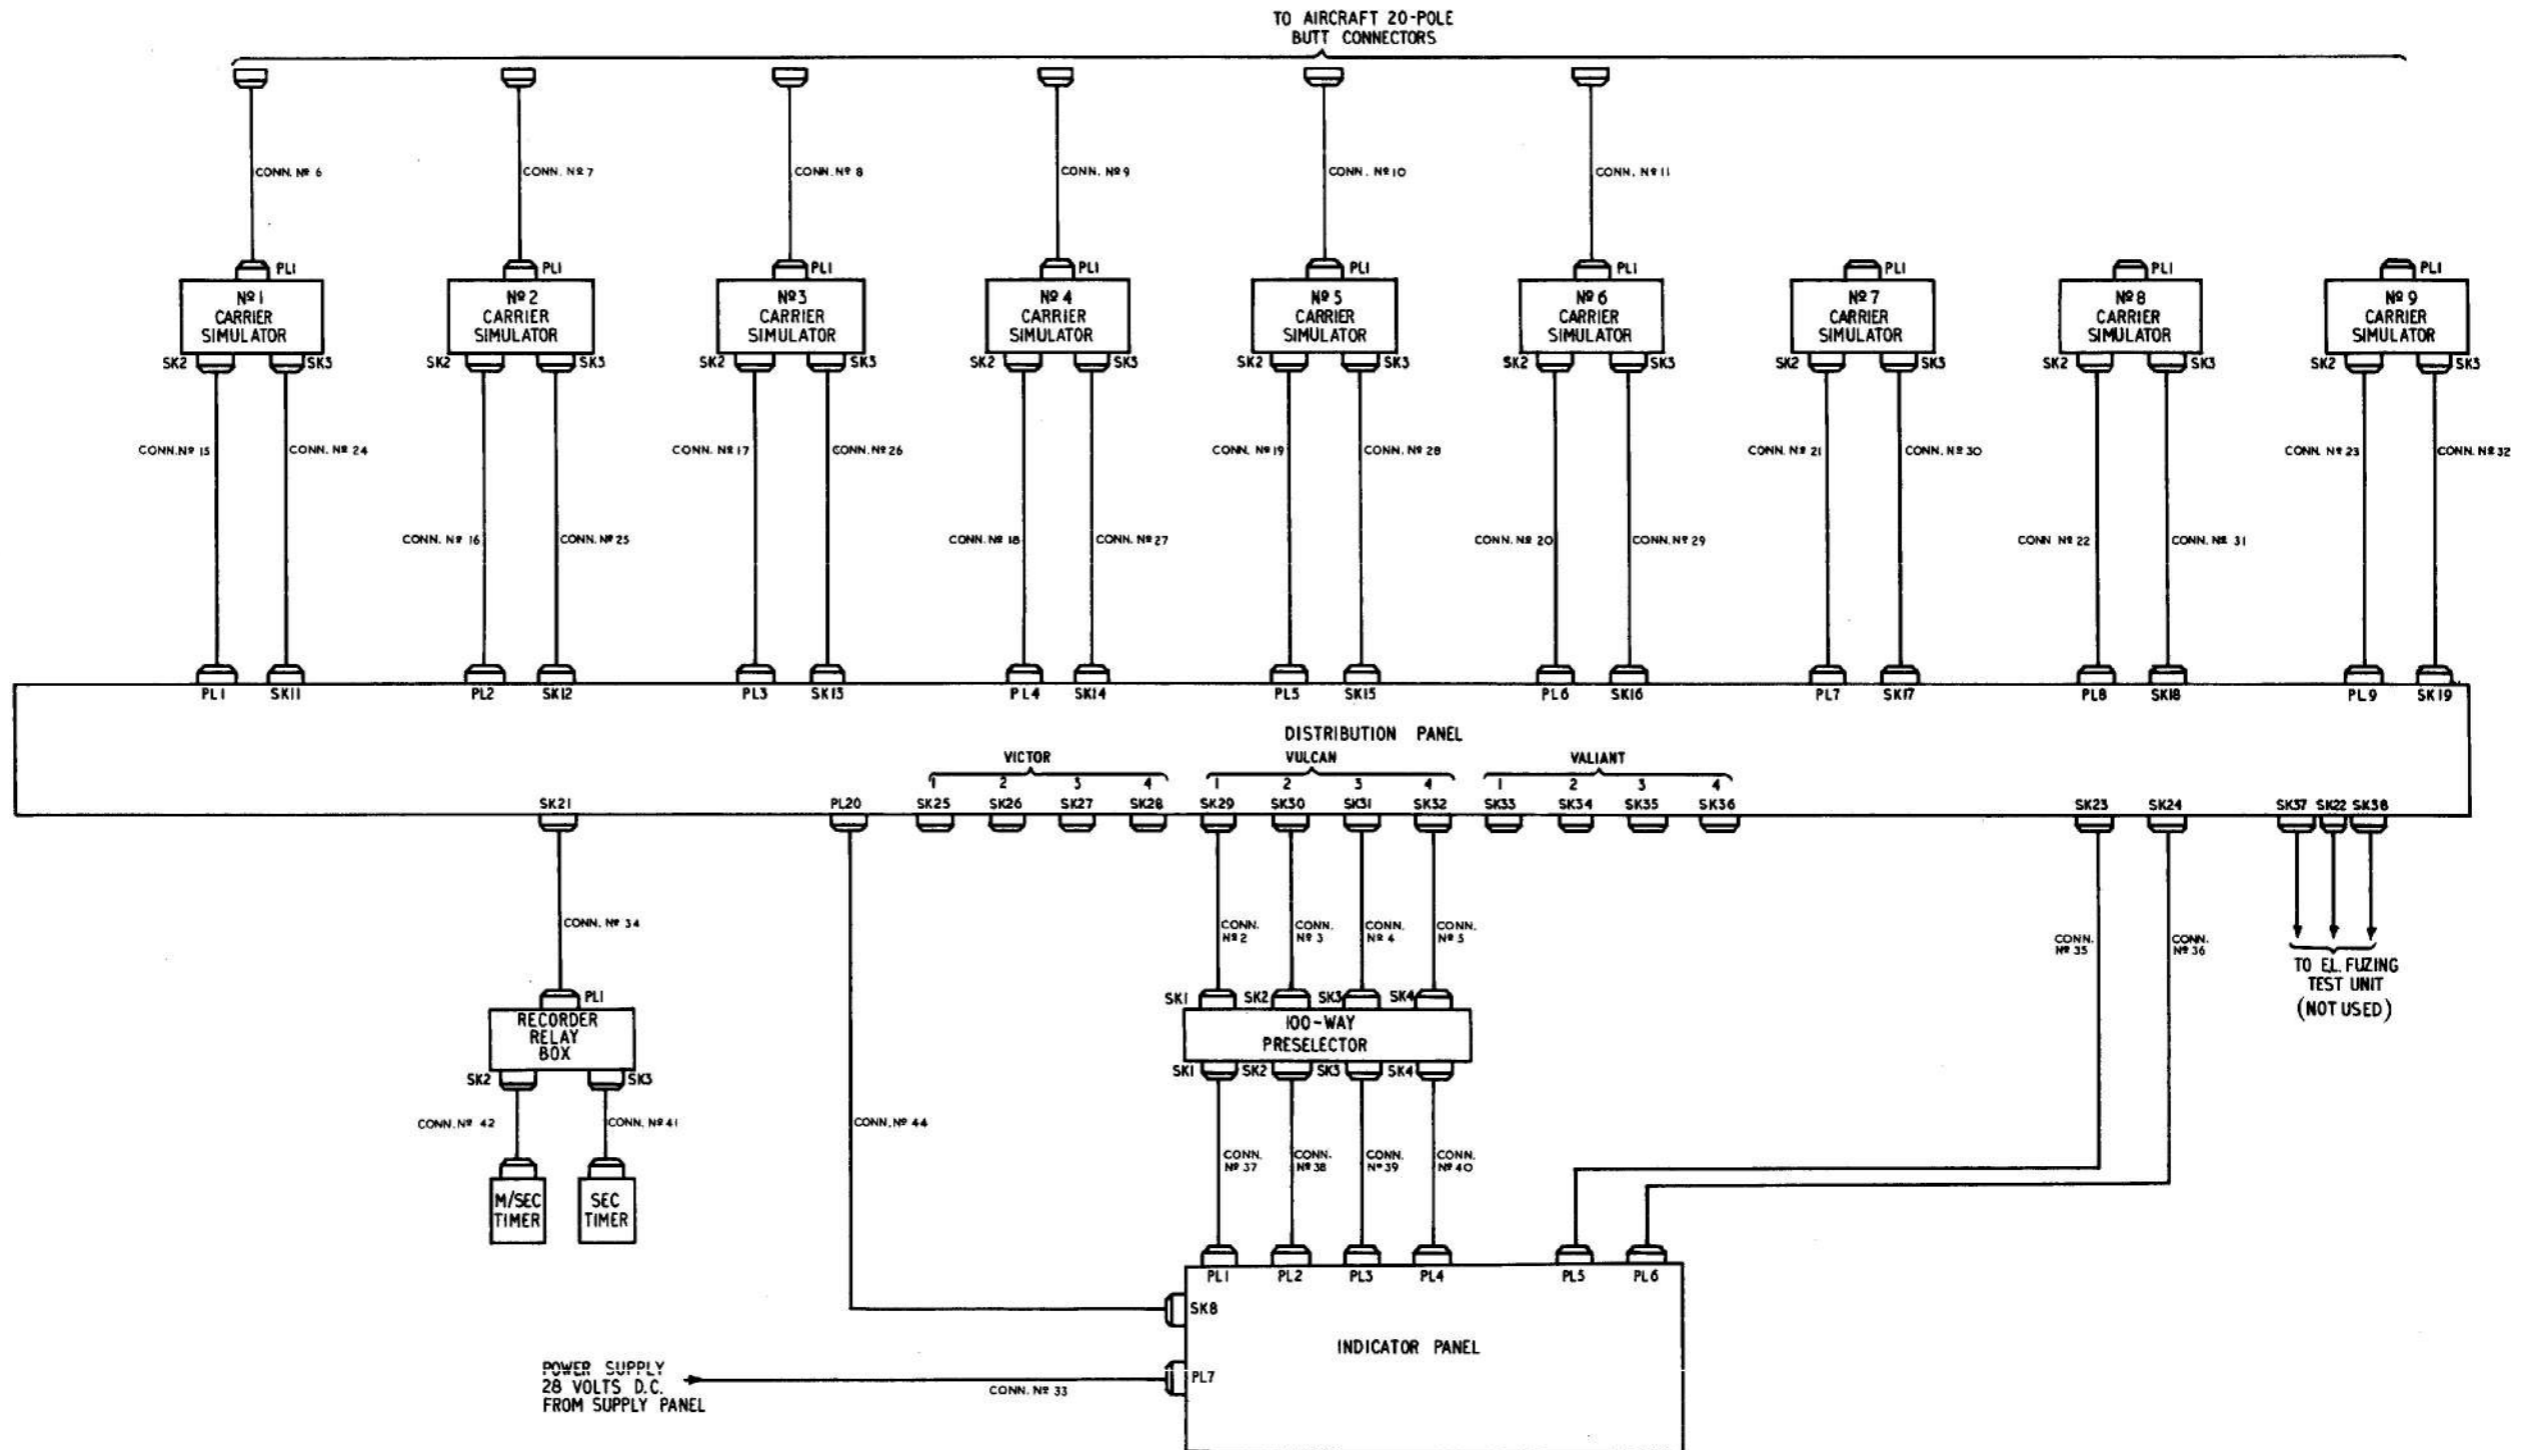 TO AIRCRAFT 20-POLE
BUTT CONNECTORS
CONN. Nº 6
CONN. Nº 7
CONN. Nº 8
CONN. Nº 9
CONN. Nº 10
CONN. Nº 11
PL1
PL1
PL1
PL1
PL1
PL1
PL1
PL1
PL1
Nº 1
CARRIER
SIMULATOR
Nº 2
CARRIER
SIMULATOR
Nº 3
CARRIER
SIMULATOR
Nº 4
CARRIER
SIMULATOR
Nº 5
CARRIER
SIMULATOR
Nº 6
CARRIER
SIMULATOR
Nº 7
CARRIER
SIMULATOR
Nº 8
CARRIER
SIMULATOR
Nº 9
CARRIER
SIMULATOR
SK2 SK3
SK2 SK3
SK2 SK3
SK2 SK3
SK2 SK3
SK2 SK3
SK2 SK3
SK2 SK3
SK2 SK3
CONN. Nº 15
CONN. Nº 24
CONN. Nº 17
CONN. Nº 26
CONN. Nº 19
CONN. Nº 28
CONN. Nº 21
CONN. Nº 30
CONN. Nº 23
CONN. Nº 32
CONN. Nº 16
CONN. Nº 25
CONN. Nº 18
CONN. Nº 27
CONN. Nº 20
CONN. Nº 29
CONN Nº 22
CONN. Nº 31
PL1 SK11
PL2 SK12
PL3 SK13
PL4 SK14
PL5 SK15
PL6 SK16
PL7 SK17
PL8 SK18
PL9 SK19
DISTRIBUTION PANEL
VICTOR
VULCAN
VALIANT
1 2 3 4
1 2 3 4
1 2 3 4
SK21
PL20
SK25 SK26 SK27 SK28
SK29 SK30 SK31 SK32
SK33 SK34 SK35 SK36
SK23 SK24
SK37 SK22 SK38
CONN. Nº 34
CONN.
Nº 2
CONN.
Nº 3
CONN.
Nº 4
CONN.
Nº 5
CONN.
Nº 35
CONN.
Nº 36
TO EL. FUZING
TEST UNIT
(NOT USED)
PL1
RECORDER
RELAY
BOX
SK2 SK3
SK1 SK2 SK3 SK4
100-WAY
PRESELECTOR
SK1 SK2 SK3 SK4
CONN. Nº 42
CONN. Nº 41
CONN. Nº 44
CONN.
Nº 37
CONN.
Nº 38
CONN.
Nº 39
CONN.
Nº 40
M/SEC
TIMER
SEC
TIMER
PL1 PL2 PL3 PL4 PL5 PL6
SK8
INDICATOR PANEL
PL7
POWER SUPPLY
28 VOLTS D.C.
FROM SUPPLY PANEL
CONN. Nº 33